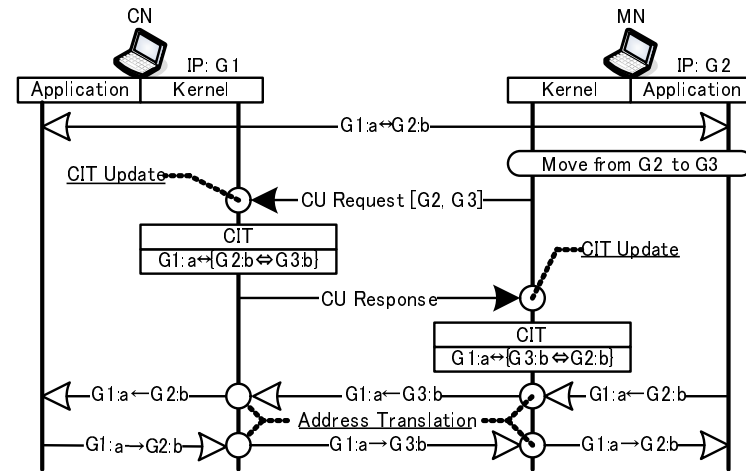 CN
MN
IP: G1
IP: G2
Application
Kernel
Kernel
Application
G1:a↔G2:b
Move from G2 to G3
CIT Update
CU Request [G2, G3]
CIT
G1:a↔{G2:b⇔G3:b}
CIT Update
CU Response
CIT
G1:a↔{G3:b⇔G2:b}
G1:a←G2:b
G1:a←G3:b
G1:a←G2:b
Address Translation
G1:a→G2:b
G1:a→G3:b
G1:a→G2:b